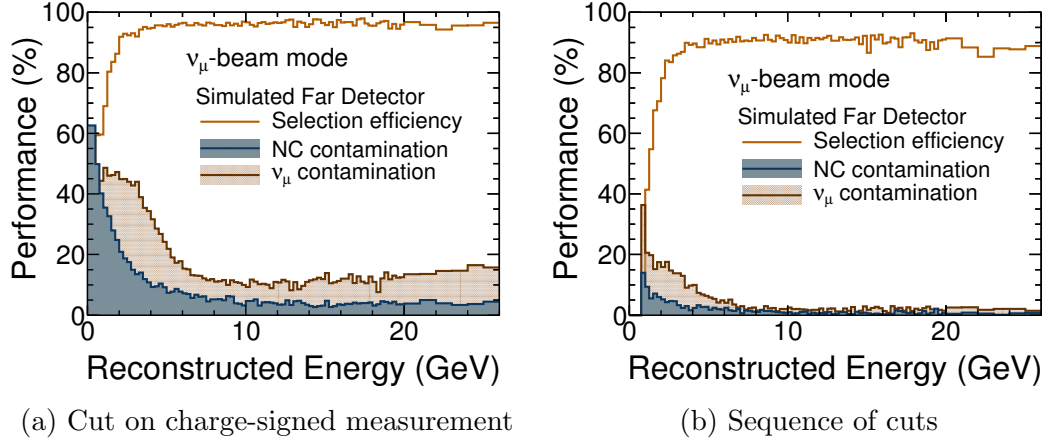 Performance (%)
100
80
60
40
20
0
0
10
20
νμ-beam mode
Simulated Far Detector
Selection efficiency
NC contamination
νμ contamination
Reconstructed Energy (GeV)
(a) Cut on charge-signed measurement
Performance (%)
100
80
60
40
20
0
0
10
20
νμ-beam mode
Simulated Far Detector
Selection efficiency
NC contamination
νμ contamination
Reconstructed Energy (GeV)
(b) Sequence of cuts